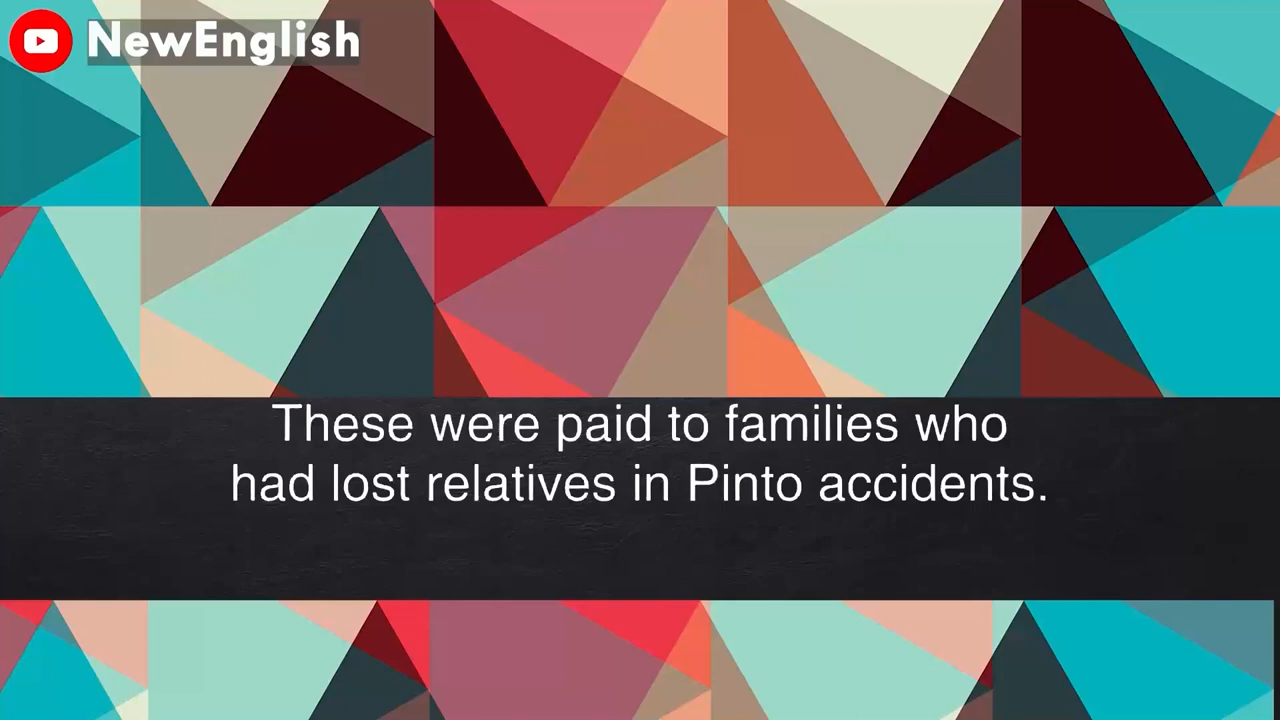 NewEnglish
These were paid to families who
had lost relatives in Pinto accidents.